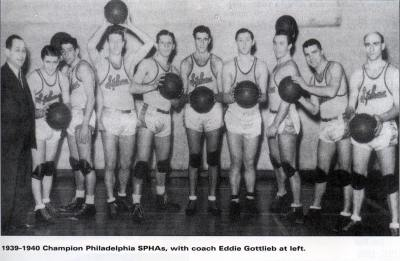 1939-1940 Champion Philadelphia SPHAs, with coach Eddie Gottlieb at left.